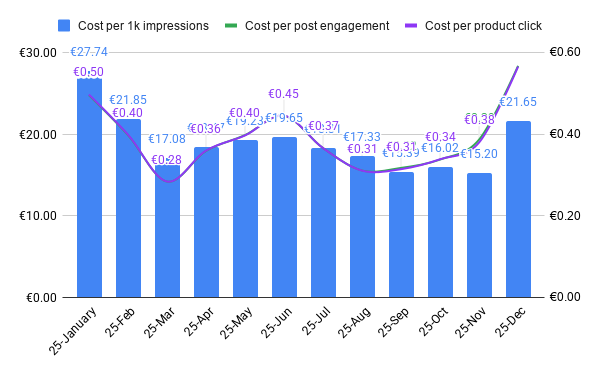 Cost per 1k impressions Cost per post engagement Cost per product click
€30.00
€20.00
€10.00
€0.00
€0.60
€0.40
€0.20
€0.00
€27.74
€0.50
€21.85
€0.40
€17.08
€0.28
€0.36
€19.23
€0.40
€19.65
€0.45
€0.37
€17.33
€0.31
€15.39
€0.31
€16.02
€0.34
€15.20
€0.38
€21.65
25-January
25-Feb
25-Mar
25-Apr
25-May
25-Jun
25-Jul
25-Aug
25-Sep
25-Oct
25-Nov
25-Dec